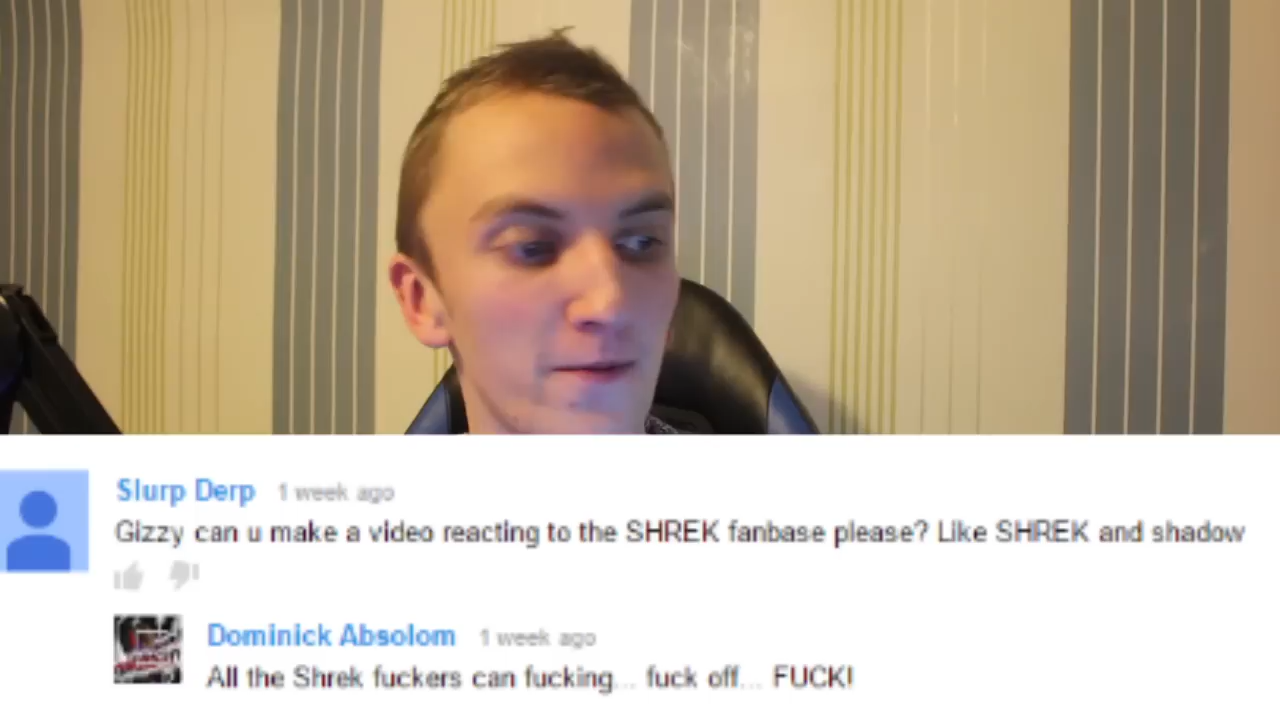 Slurp Derp 1 week ago
Gizzy can u make a video reacting to the SHREK fanbase please? Like SHREK and shadow
Dominick Absolom 1 week ago
All the Shrek fuckers can fucking... fuck off... FUCK!